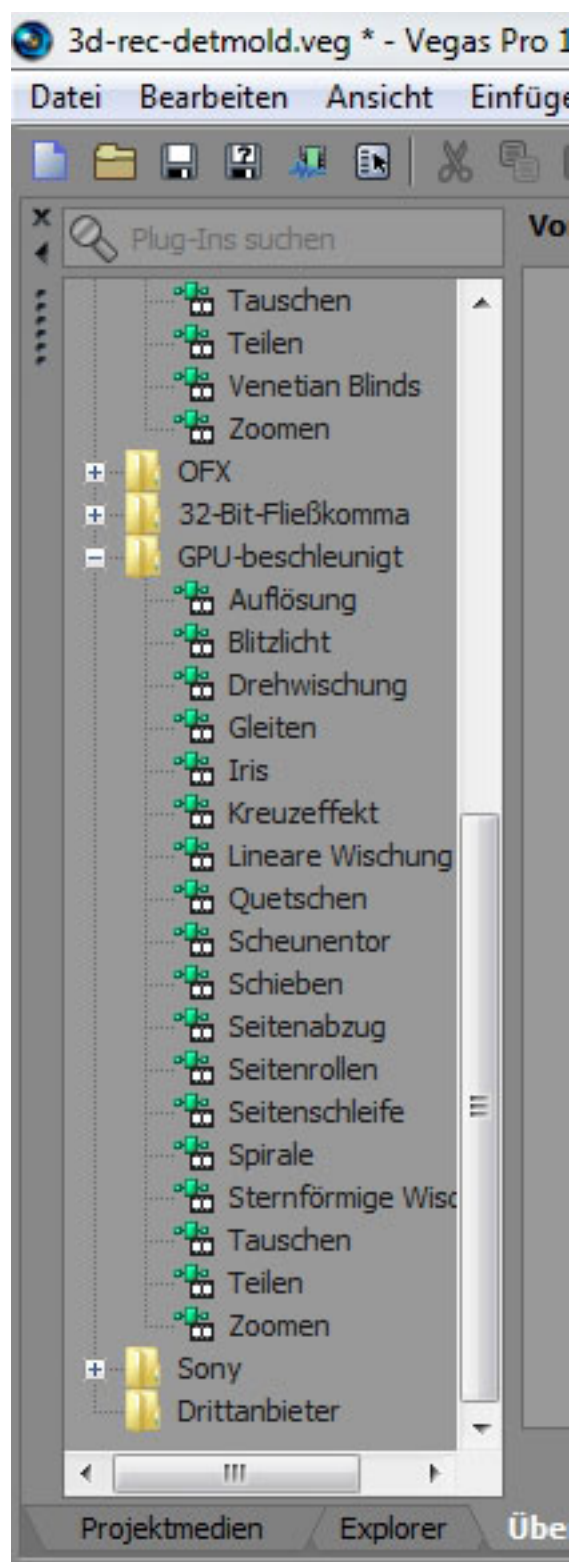 3d-rec-detmold.veg * - Vegas Pro 1
Datei Bearbeiten Ansicht Einfüge
Plug-Ins suchen
Vo
Tauschen
Teilen
Venetian Blinds
Zoomen
OFX
32-Bit-Fließkomma
GPU-beschleunigt
Auflösung
Blitzlicht
Drehwischung
Gleiten
Iris
Kreuzeffekt
Lineare Wischung
Quetschen
Scheunentor
Schieben
Seitenabzug
Seitenrollen
Seitenschleife
Spirale
Sternförmige Wisc
Tauschen
Teilen
Zoomen
Sony
Drittanbieter
Projektmedien Explorer Über